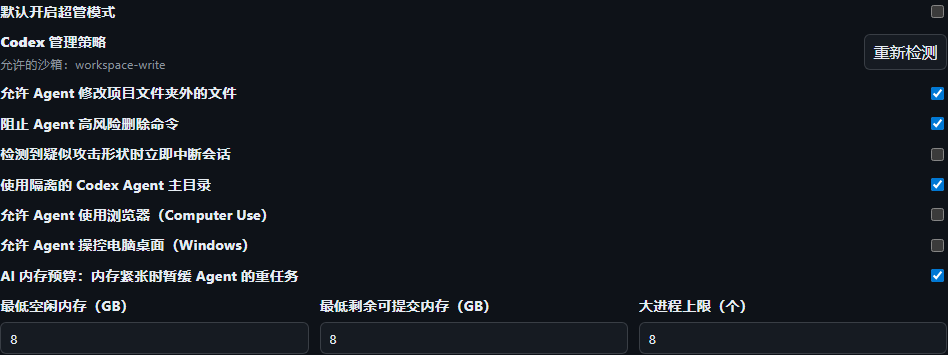 默认开启超管模式
Codex 管理策略
允许的沙箱：workspace-write
重新检测
允许 Agent 修改项目文件夹外的文件
阻止 Agent 高风险删除命令
检测到疑似攻击形状时立即中断会话
使用隔离的 Codex Agent 主目录
允许 Agent 使用浏览器（Computer Use）
允许 Agent 操控电脑桌面（Windows）
AI 内存预算：内存紧张时暂缓 Agent 的重任务
最低空闲内存（GB） 最低剩余可提交内存（GB） 大进程上限（个）
8 8 8